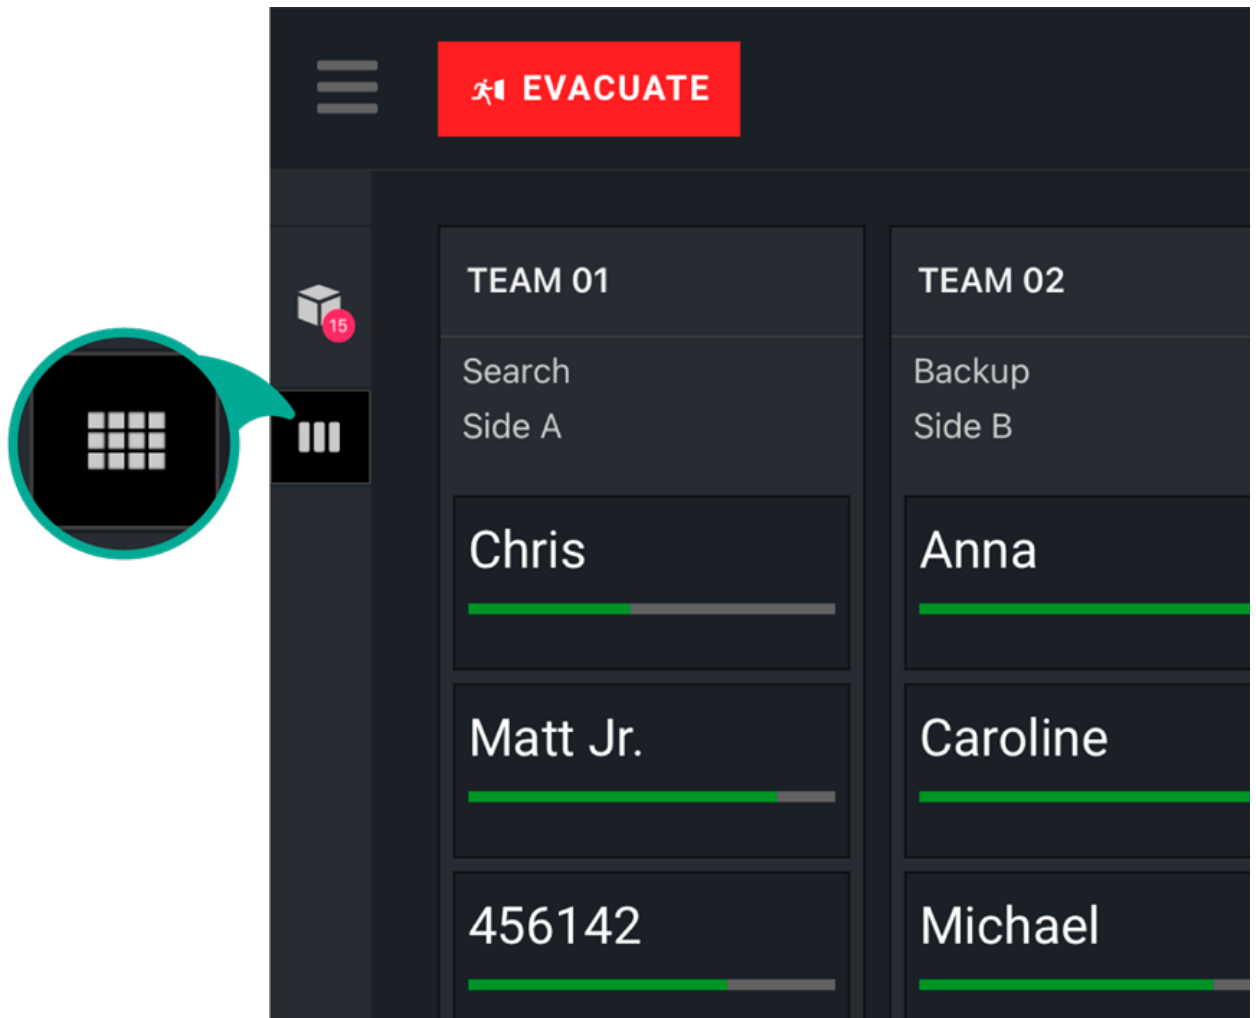 EVACUATE
15
TEAM 01
Search
Side A
Chris
Matt Jr.
456142
TEAM 02
Backup
Side B
Anna
Caroline
Michael